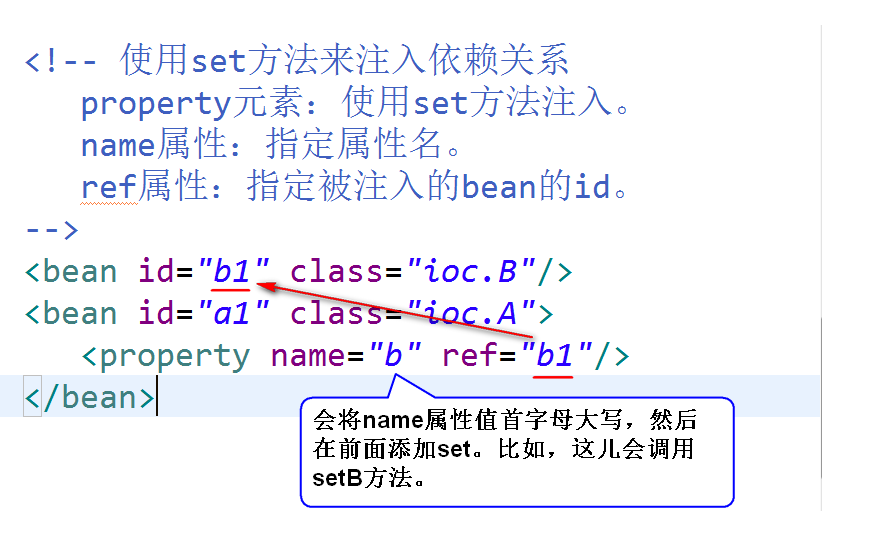 <!-- 使用set方法来注入依赖关系
property元素：使用set方法注入。
name属性：指定属性名。
ref属性：指定被注入的bean的id。
-->
<bean id="b1" class="ioc.B"/>
<bean id="a1" class="ioc.A">
<property name="b" ref="b1"/>
</bean>
会将name属性值首字母大写，然后
在前面添加set。比如，这儿会调用
setB方法。